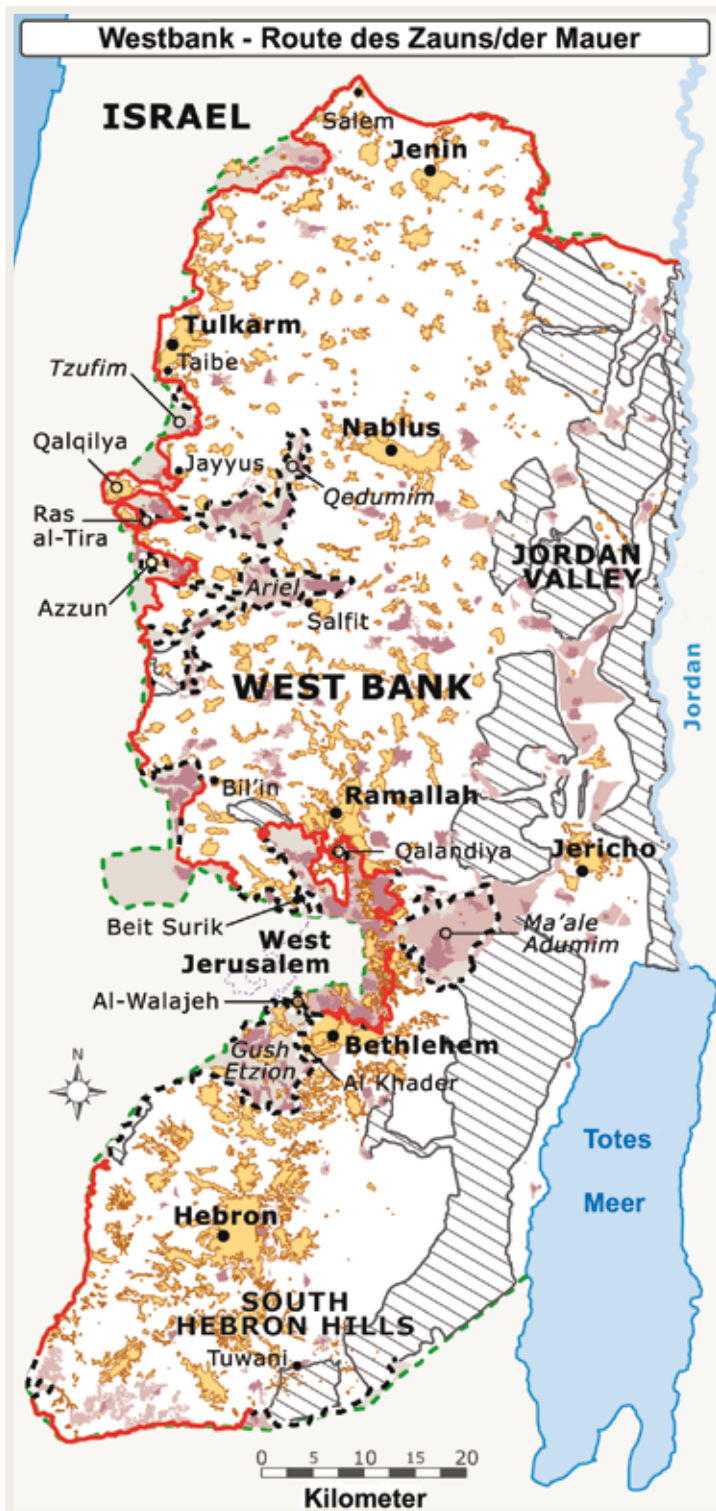 Westbank - Route des Zauns/der Mauer
ISRAEL
Salem
Jenin
Tulkarm
Taibe
Tzufim
Qalqilya
Jayyus
Nablus
Qedumim
Ras
al-Tira
JORDAN
VALLEY
Azzun
Ariel
Salfit
WEST BANK
Jordan
Bil'in
Ramallah
Qalandiya
Jericho
Beit Surik
Ma'ale
Adumim
West
Jerusalem
Al-Walajeh
Bethlehem
Gush
Etzion
Al Khader
N
Totes
Meer
Hebron
SOUTH
HEBRON HILLS
Tuwani
0 5 10 15 20
Kilometer